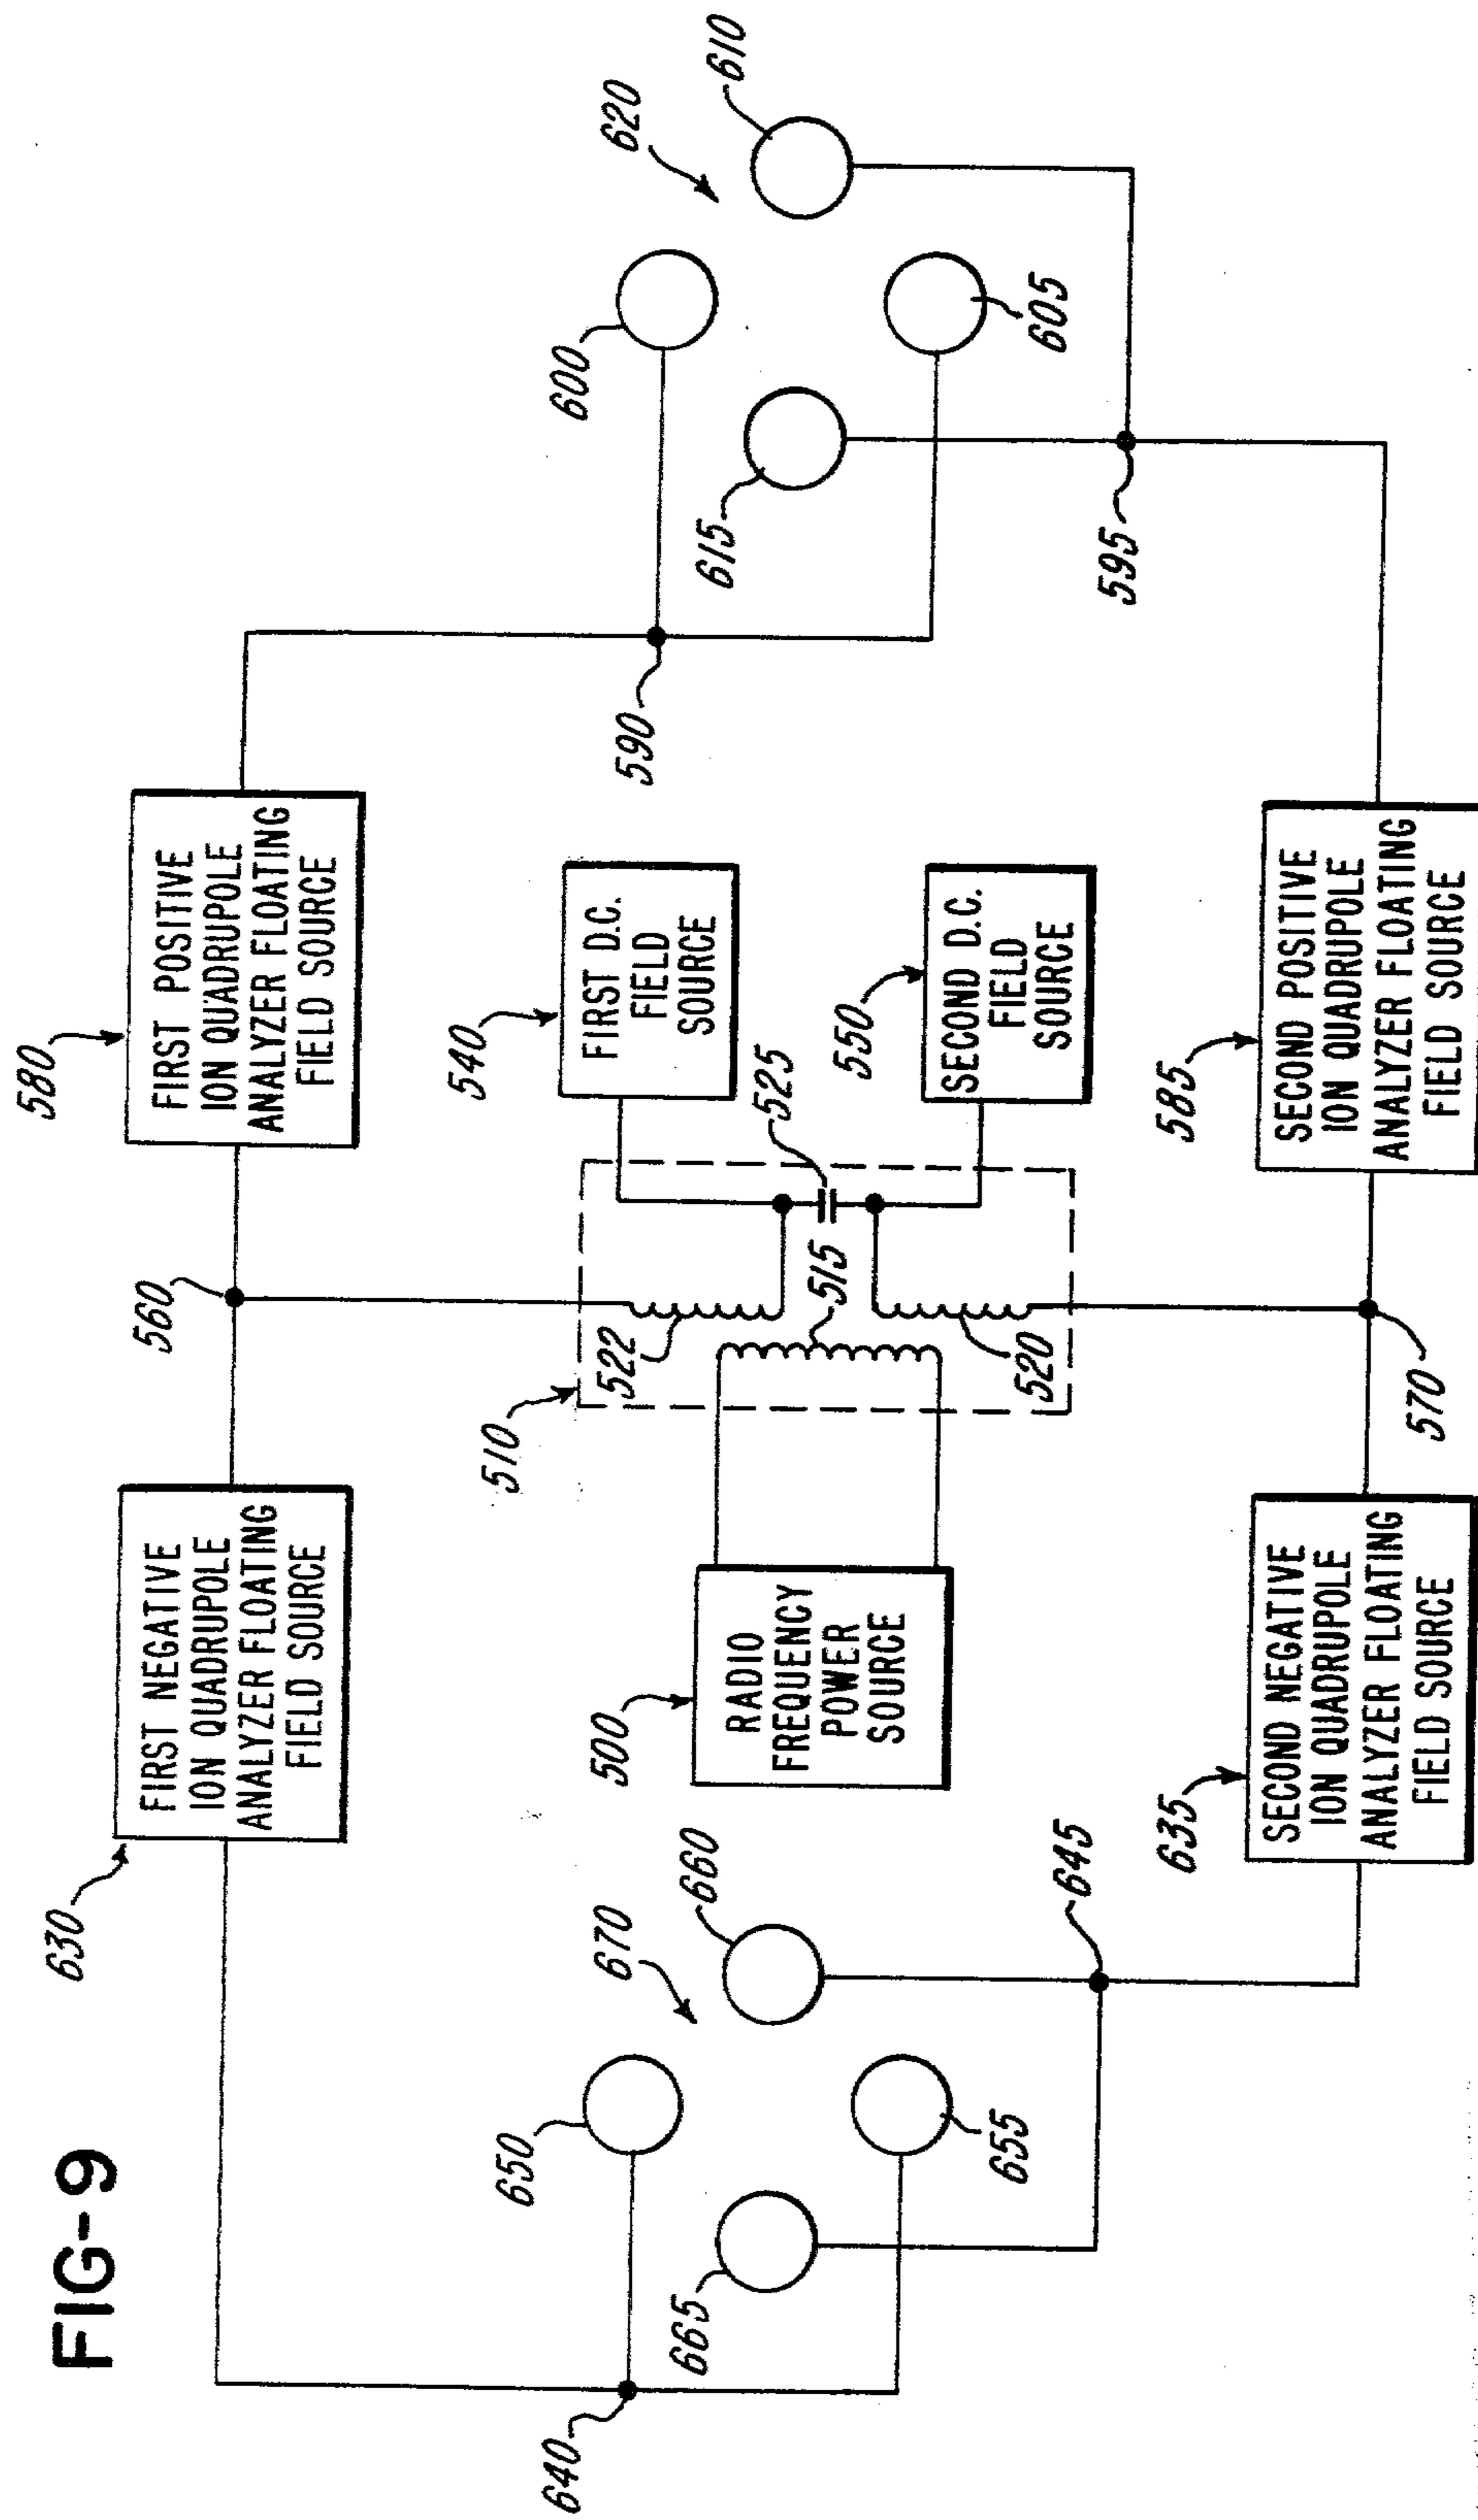 FIG-9
630
FIRST NEGATIVE
ION QUADRUPOLE
ANALYZER FLOATING
FIELD SOURCE
560
580
FIRST POSITIVE
ION QUADRUPOLE
ANALYZER FLOATING
FIELD SOURCE
640
650
665
670
660
655
645
500
RADIO
FREQUENCY
POWER
SOURCE
510
522
515
520
525
540
FIRST D.C.
FIELD
SOURCE
550
SECOND D.C.
FIELD
SOURCE
590
600
615
620
610
605
595
635
SECOND NEGATIVE
ION QUADRUPOLE
ANALYZER FLOATING
FIELD SOURCE
570
585
SECOND POSITIVE
ION QUADRUPOLE
ANALYZER FLOATING
FIELD SOURCE